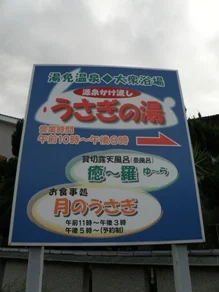 湯免温泉◆大衆浴場
源泉かけ流し
うさぎの湯
営業時間
午前10時〜午後8時
貸切露天風呂(家族風呂)
癒〜羅 ゆ〜ら
お食事処
月のうさぎ
午前11時〜午後3時
午後5時〜(予約制)